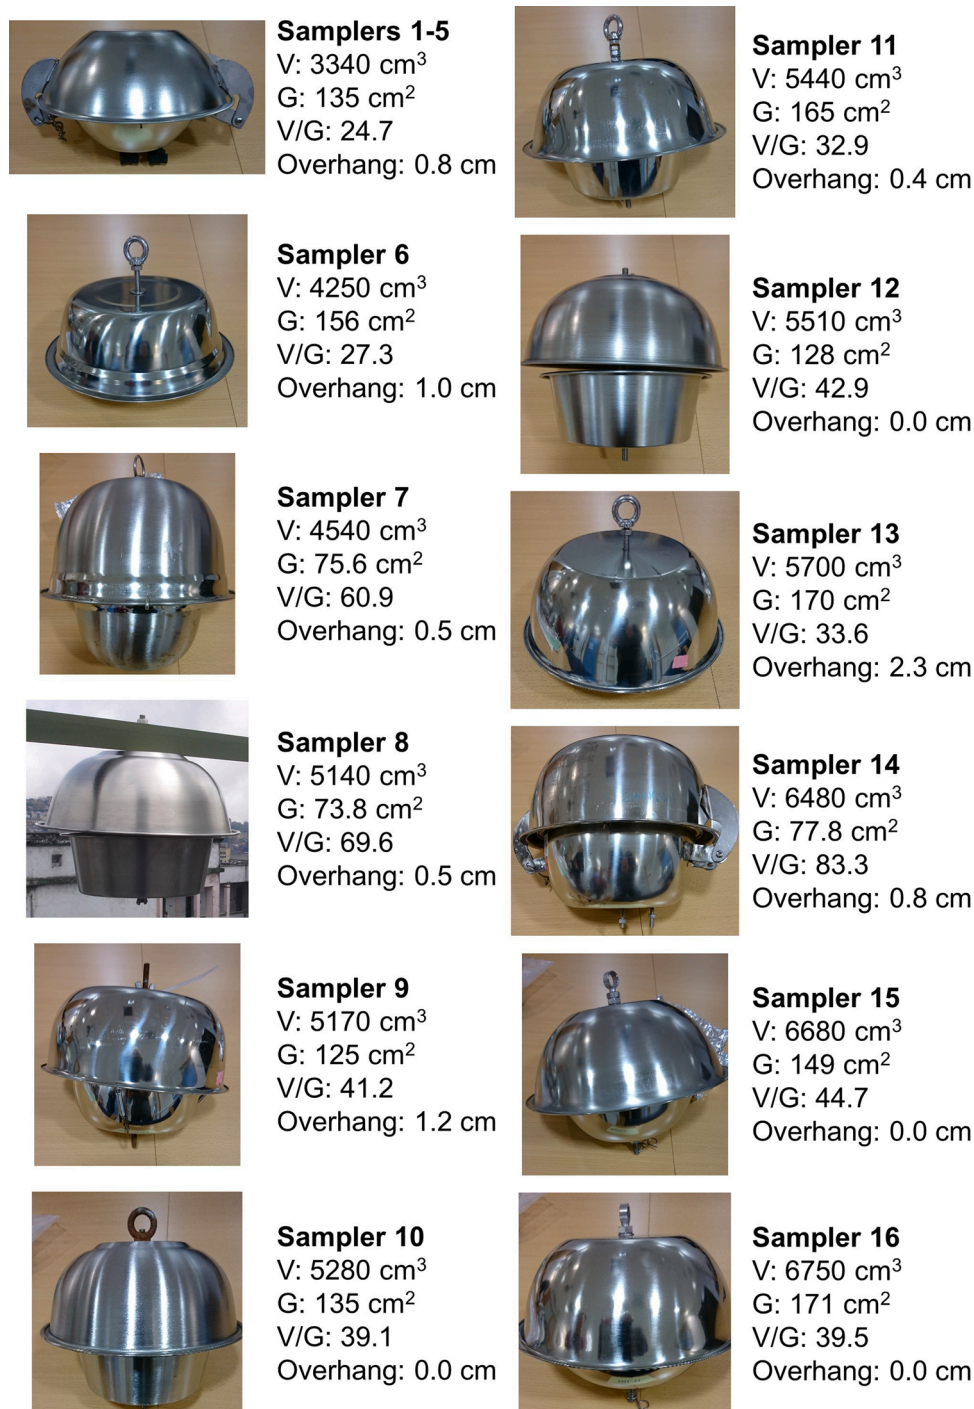 Samplers 1-5
V: 3340 cm³
G: 135 cm²
V/G: 24.7
Overhang: 0.8 cm
Sampler 6
V: 4250 cm³
G: 156 cm²
V/G: 27.3
Overhang: 1.0 cm
Sampler 7
V: 4540 cm³
G: 75.6 cm²
V/G: 60.9
Overhang: 0.5 cm
Sampler 8
V: 5140 cm³
G: 73.8 cm²
V/G: 69.6
Overhang: 0.5 cm
Sampler 9
V: 5170 cm³
G: 125 cm²
V/G: 41.2
Overhang: 1.2 cm
Sampler 10
V: 5280 cm³
G: 135 cm²
V/G: 39.1
Overhang: 0.0 cm
Sampler 11
V: 5440 cm³
G: 165 cm²
V/G: 32.9
Overhang: 0.4 cm
Sampler 12
V: 5510 cm³
G: 128 cm²
V/G: 42.9
Overhang: 0.0 cm
Sampler 13
V: 5700 cm³
G: 170 cm²
V/G: 33.6
Overhang: 2.3 cm
Sampler 14
V: 6480 cm³
G: 77.8 cm²
V/G: 83.3
Overhang: 0.8 cm
Sampler 15
V: 6680 cm³
G: 149 cm²
V/G: 44.7
Overhang: 0.0 cm
Sampler 16
V: 6750 cm³
G: 171 cm²
V/G: 39.5
Overhang: 0.0 cm